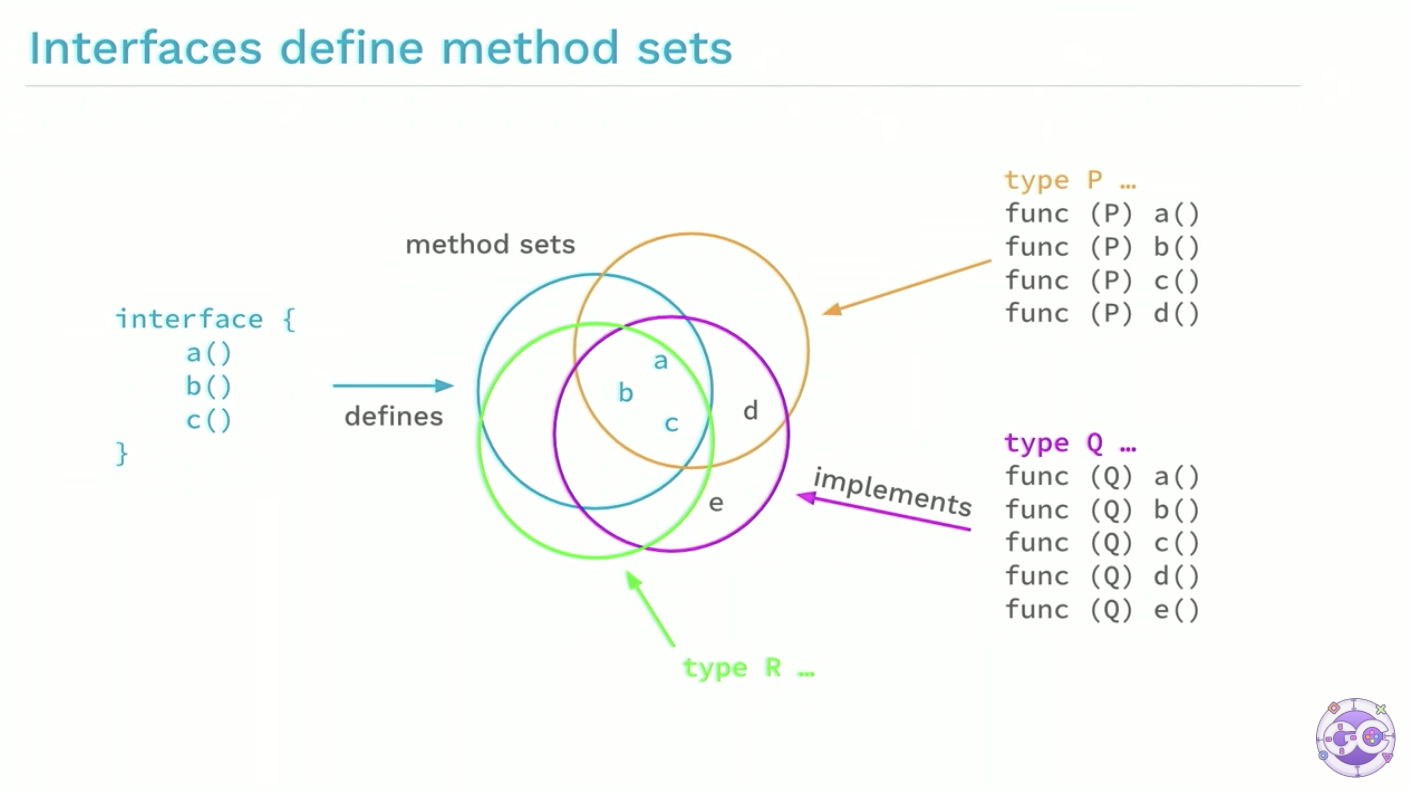 Interfaces define method sets
method sets
interface {
a()
b()
c()
}
defines
a
b
c
d
e
type P …
func (P) a()
func (P) b()
func (P) c()
func (P) d()
implements
type Q …
func (Q) a()
func (Q) b()
func (Q) c()
func (Q) d()
func (Q) e()
type R …
GC